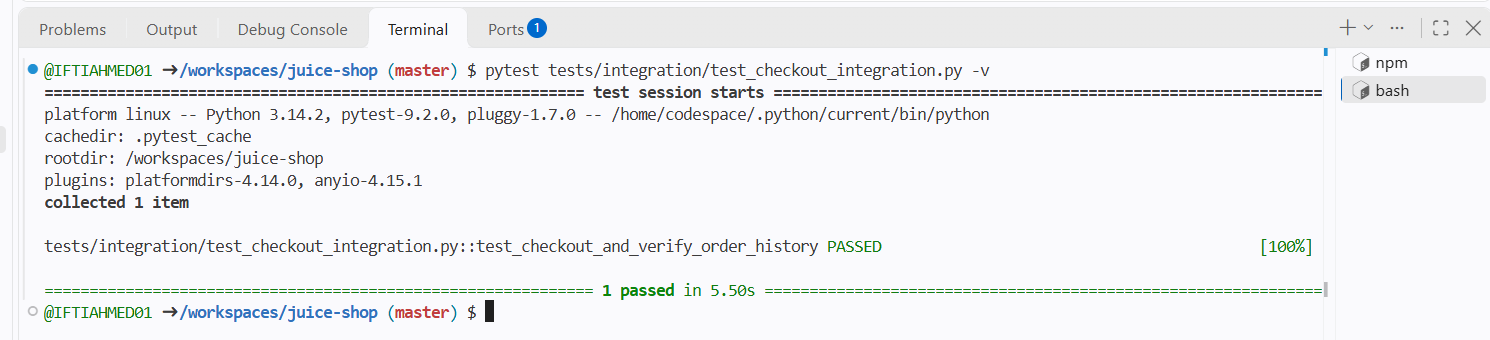 Problems Output Debug Console Terminal Ports 1
@IFTIAHMED01 ➔/workspaces/juice-shop (master) $ pytest tests/integration/test_checkout_integration.py -v
============================================================ test session starts =============================================================
platform linux -- Python 3.14.2, pytest-9.2.0, pluggy-1.7.0 -- /home/codespace/.python/current/bin/python
cachedir: .pytest_cache
rootdir: /workspaces/juice-shop
plugins: platformdirs-4.14.0, anyio-4.15.1
collected 1 item
tests/integration/test_checkout_integration.py::test_checkout_and_verify_order_history PASSED [100%]
============================================================= 1 passed in 5.50s ==============================================================
@IFTIAHMED01 ➔/workspaces/juice-shop (master) $
npm
bash